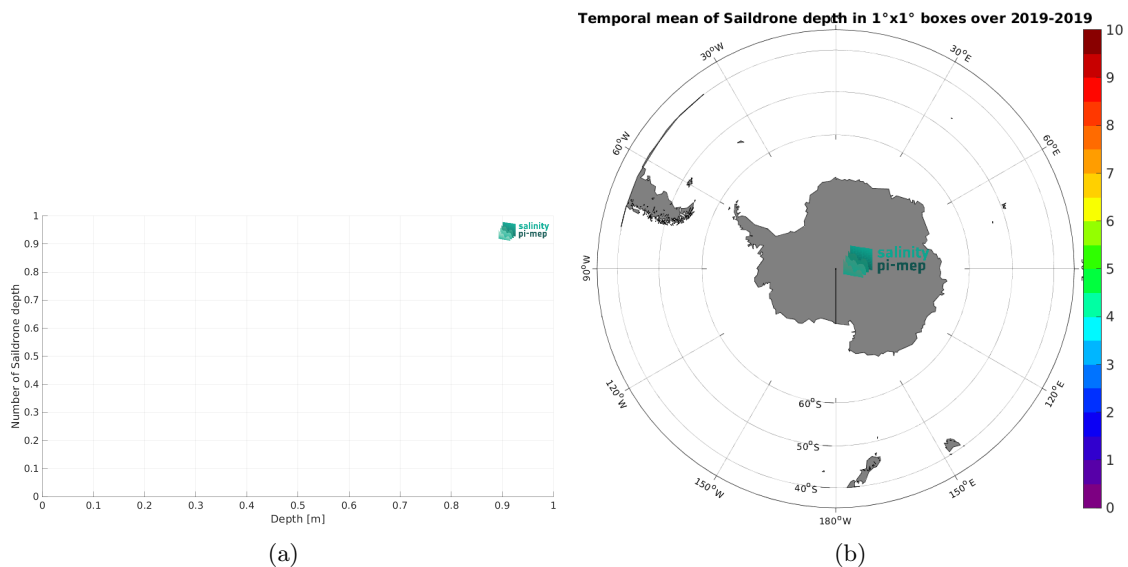 Temporal mean of Saildrone depth in 1°x1° boxes over 2019-2019
30°W
30°E
60°W
60°E
90°W
120°W
120°E
150°W
150°E
180°W
60°S
50°S
40°S
salinity
pi-mep
10
9
8
7
6
5
4
3
2
1
0
Number of Saildrone depth
1
0.9
0.8
0.7
0.6
0.5
0.4
0.3
0.2
0.1
0
salinity
pi-mep
0
0.1
0.2
0.3
0.4
0.5
0.6
0.7
0.8
0.9
1
Depth [m]
(a)
(b)